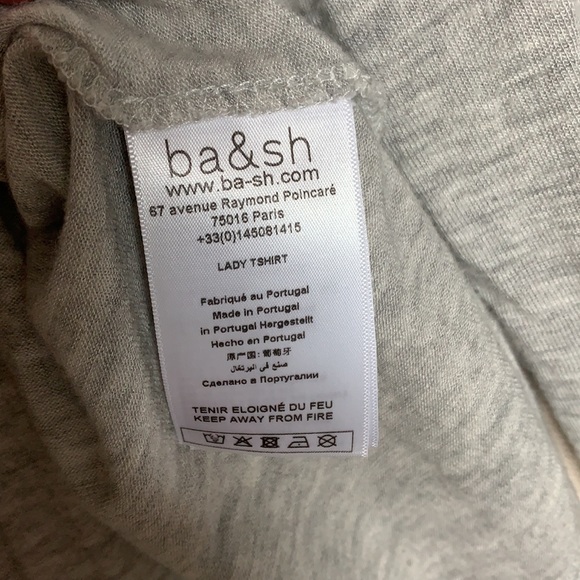 ba&sh
www.ba-sh.com
67 avenue Raymond Poincaré
75016 Paris
+33(0)145081415
LADY TSHIRT
Fabriqué au Portugal
Made in Portugal
in Portugal Hergestellt
Hecho en Portugal
原产国: 葡萄牙
صنع في البرتغال
Сделано в Португалии
TENIR ELOIGNÉ DU FEU
KEEP AWAY FROM FIRE